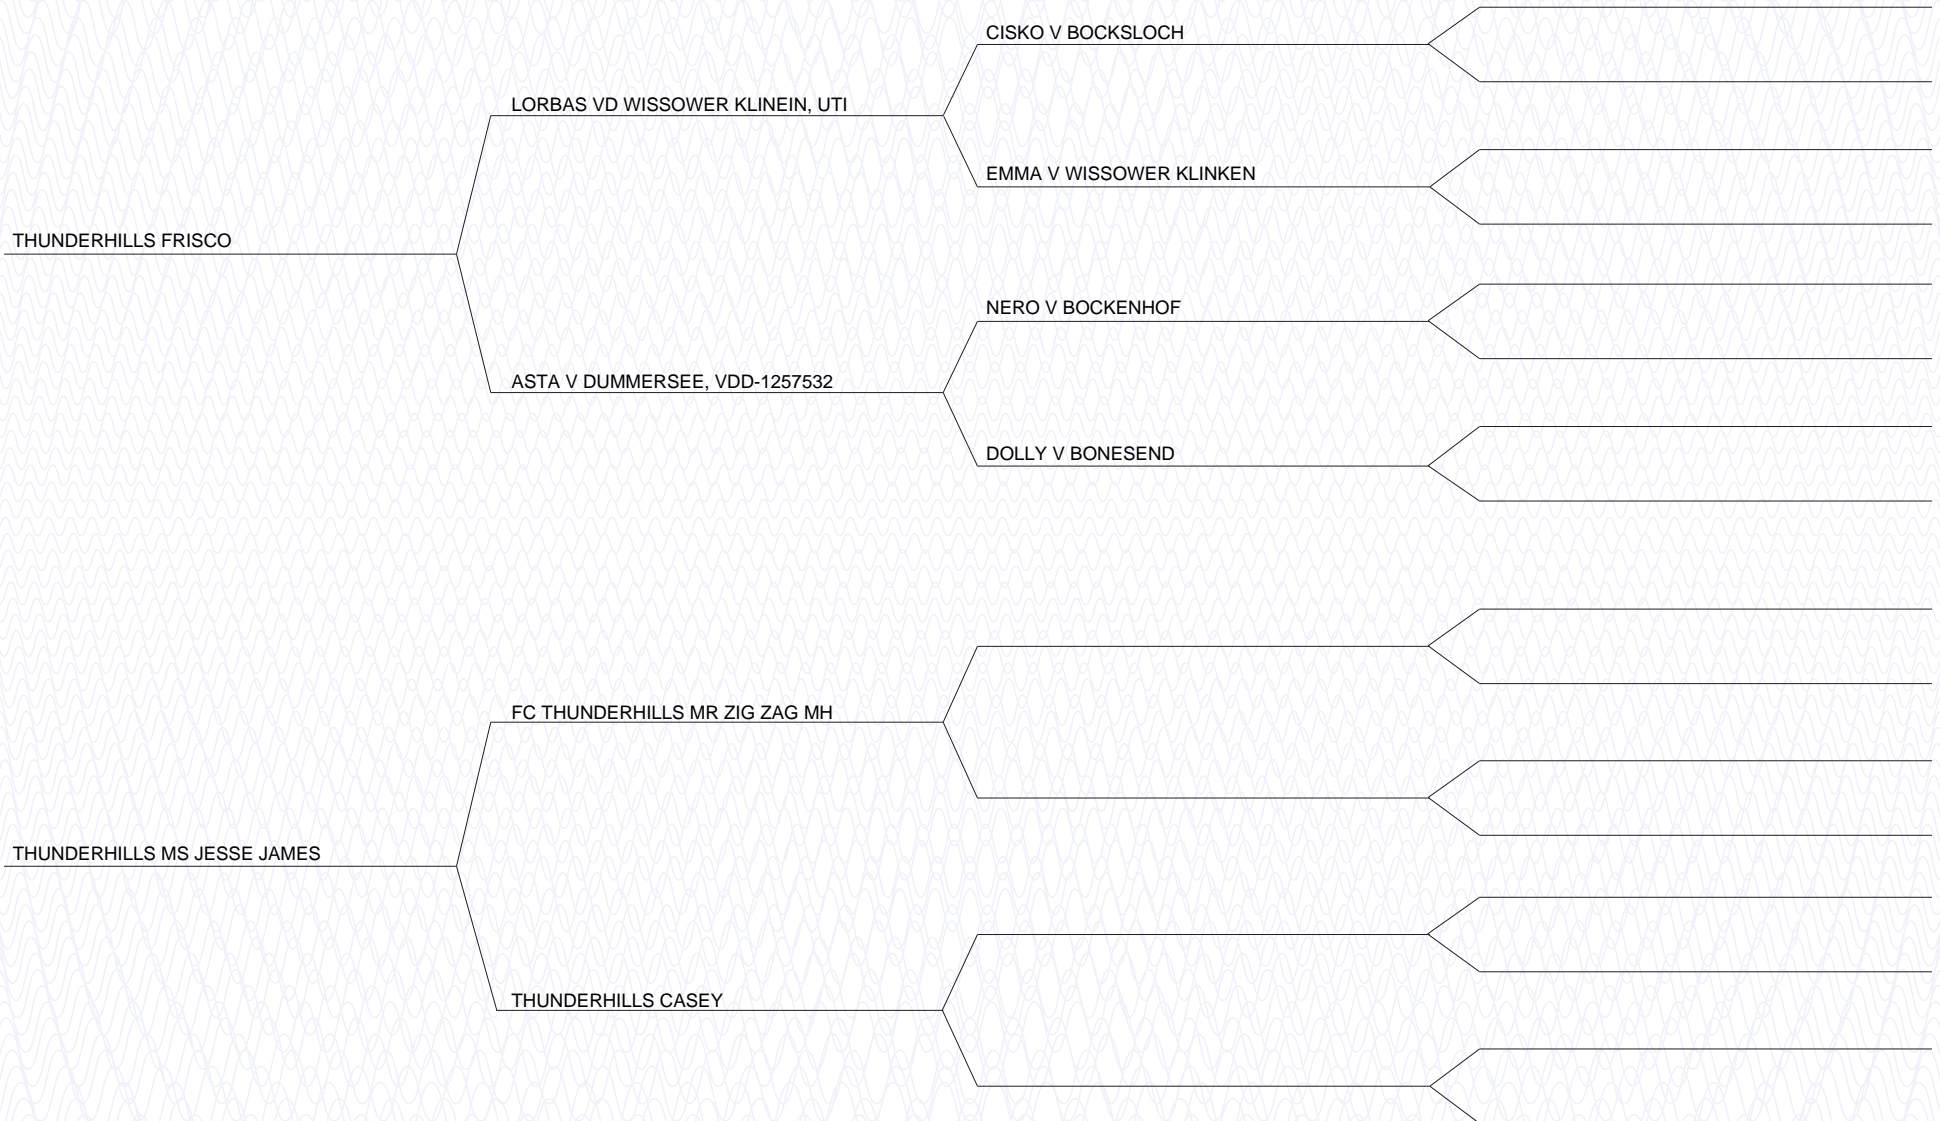 CISKO V BOCKSLOCH
LORBAS VD WISSOWER KLINEIN, UTI
EMMA V WISSOWER KLINKEN
THUNDERHILLS FRISCO
NERO V BOCKENHOF
ASTA V DUMMERSEE, VDD-1257532
DOLLY V BONESEND
FC THUNDERHILLS MR ZIG ZAG MH
THUNDERHILLS MS JESSE JAMES
THUNDERHILLS CASEY